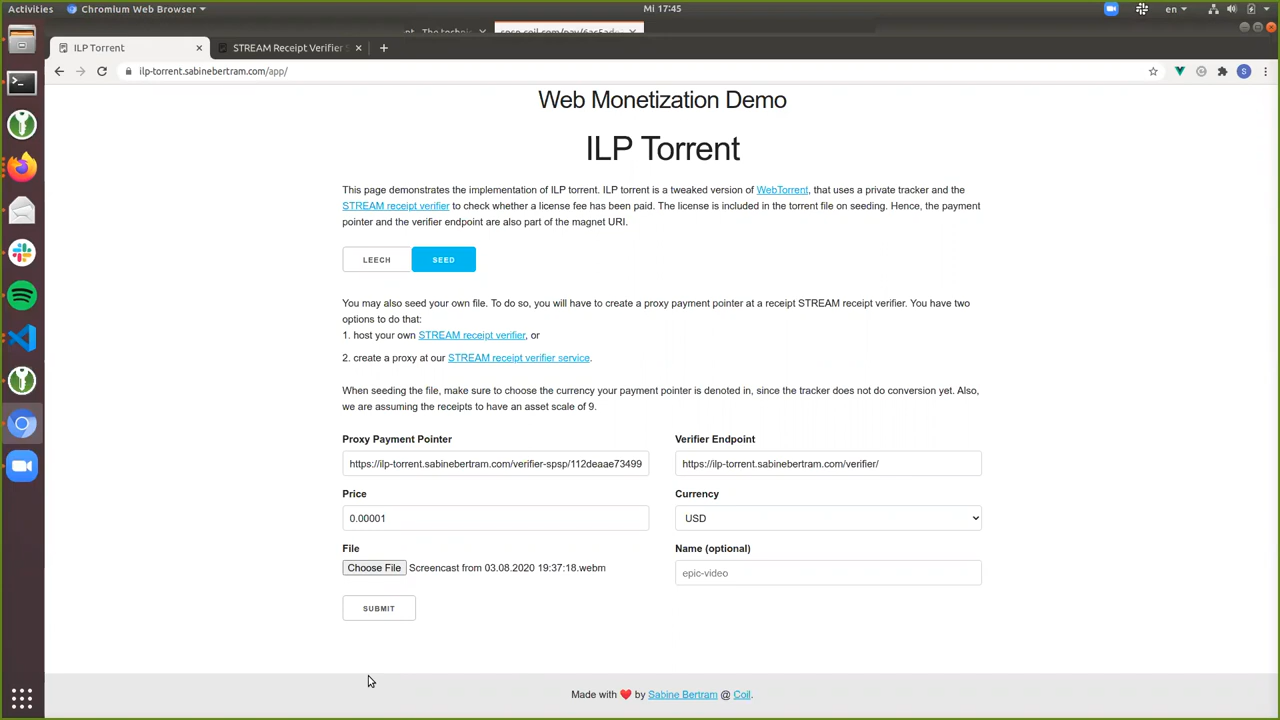 Activities
Chromium Web Browser
Mi 17:45
en
ILP Torrent
STREAM Receipt Verifier
ilp-torrent.sabinebertram.com/app/
S
Web Monetization Demo
ILP Torrent
This page demonstrates the implementation of ILP torrent. ILP torrent is a tweaked version of WebTorrent, that uses a private tracker and the
STREAM receipt verifier to check whether a license fee has been paid. The license is included in the torrent file on seeding. Hence, the payment
pointer and the verifier endpoint are also part of the magnet URI.
LEECH
SEED
You may also seed your own file. To do so, you will have to create a proxy payment pointer at a receipt STREAM receipt verifier. You have two
options to do that:
1. host your own STREAM receipt verifier, or
2. create a proxy at our STREAM receipt verifier service.
When seeding the file, make sure to choose the currency your payment pointer is denoted in, since the tracker does not do conversion yet. Also,
we are assuming the receipts to have an asset scale of 9.
Proxy Payment Pointer
Verifier Endpoint
https://ilp-torrent.sabinebertram.com/verifier-spsp/112deaae73499
https://ilp-torrent.sabinebertram.com/verifier/
Price
Currency
0.00001
USD
File
Name (optional)
Choose File Screencast from 03.08.2020 19:37:18.webm
epic-video
SUBMIT
Made with ❤️ by Sabine Bertram @ Coil.